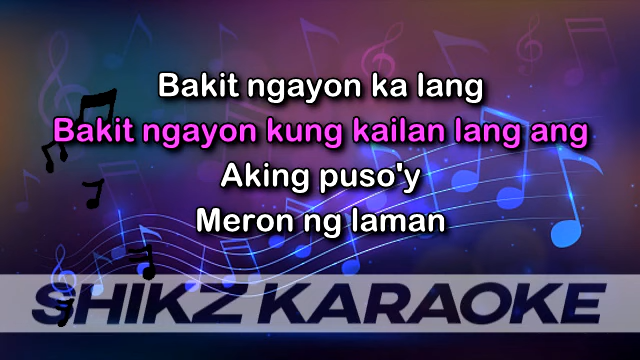 Bakit ngayon ka lang
Bakit ngayon kung kailan lang ang
Aking puso'y
Meron ng laman
SHIKZ KARAOKE